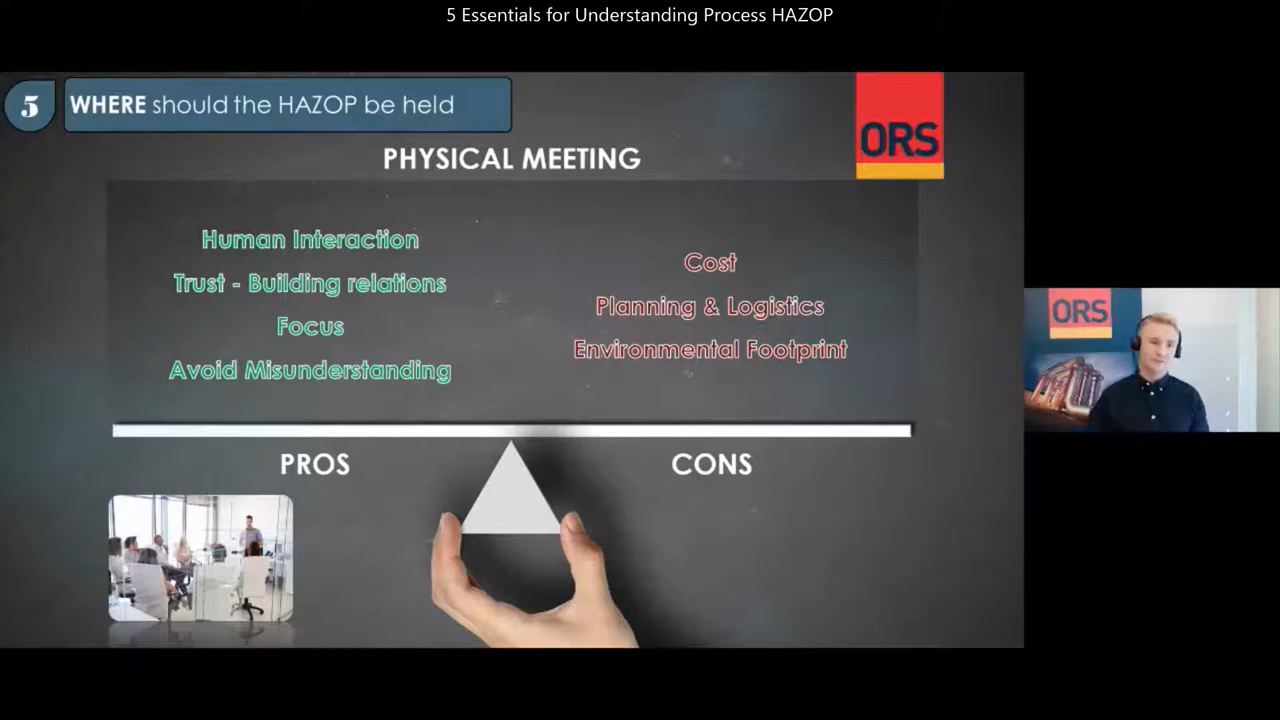 5 Essentials for Understanding Process HAZOP
5
WHERE should the HAZOP be held
ORS
PHYSICAL MEETING
Human Interaction
Trust - Building relations
Focus
Avoid Misunderstanding
Cost
Planning & Logistics
Environmental Footprint
PROS
CONS
ORS